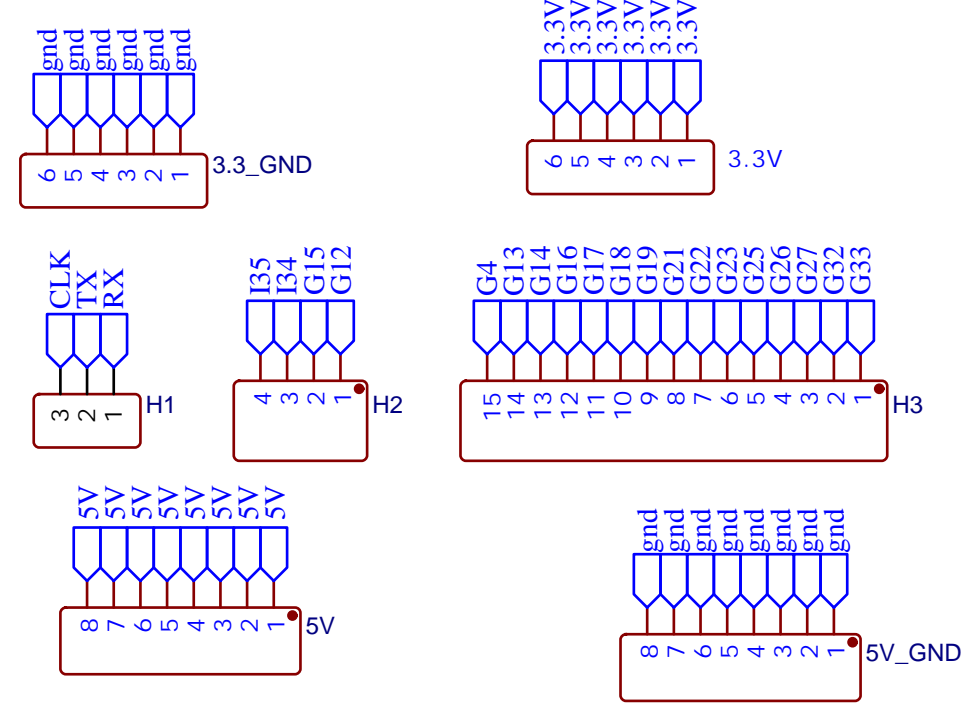 gnd gnd gnd gnd gnd gnd
6 5 4 3 2 1
3.3_GND
3.3V 3.3V 3.3V 3.3V 3.3V 3.3V
6 5 4 3 2 1
3.3V
CLK TX RX
3 2 1
H1
I35 I34 G15 G12
4 3 2 1
H2
G4 G13 G14 G16 G17 G18 G19 G21 G22 G23 G25 G26 G27 G32 G33
15 14 13 12 11 10 9 8 7 6 5 4 3 2 1
H3
5V 5V 5V 5V 5V 5V 5V 5V
8 7 6 5 4 3 2 1
5V
gnd gnd gnd gnd gnd gnd gnd gnd
8 7 6 5 4 3 2 1
5V_GND